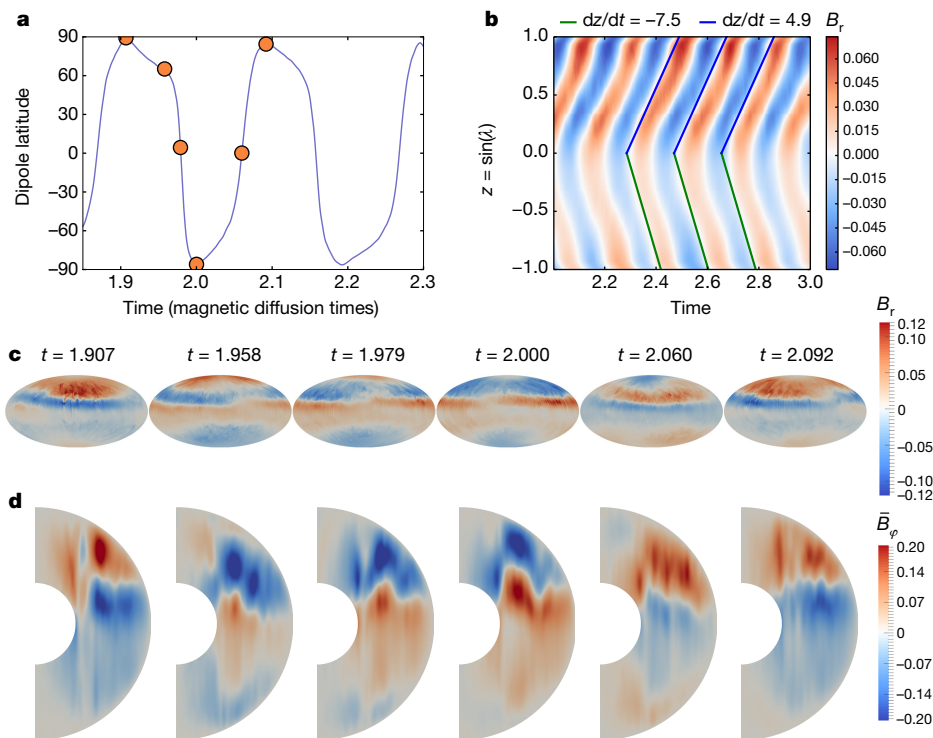 a
90
60
30
0
−30
−60
−90
Dipole latitude
1.9
2.0
2.1
2.2
2.3
Time (magnetic diffusion times)
b
dz/dt = −7.5
dz/dt = 4.9
1.0
0.5
0.0
−0.5
−1.0
z = sin(λ)
2.2
2.4
2.6
2.8
3.0
Time
Br
0.060
0.045
0.030
0.015
0.000
−0.015
−0.030
−0.045
−0.060
c
t = 1.907
t = 1.958
t = 1.979
t = 2.000
t = 2.060
t = 2.092
Br
0.12
0.10
0.05
0
−0.05
−0.10
−0.12
d
B̄φ
0.20
0.14
0.07
0
−0.07
−0.14
−0.20